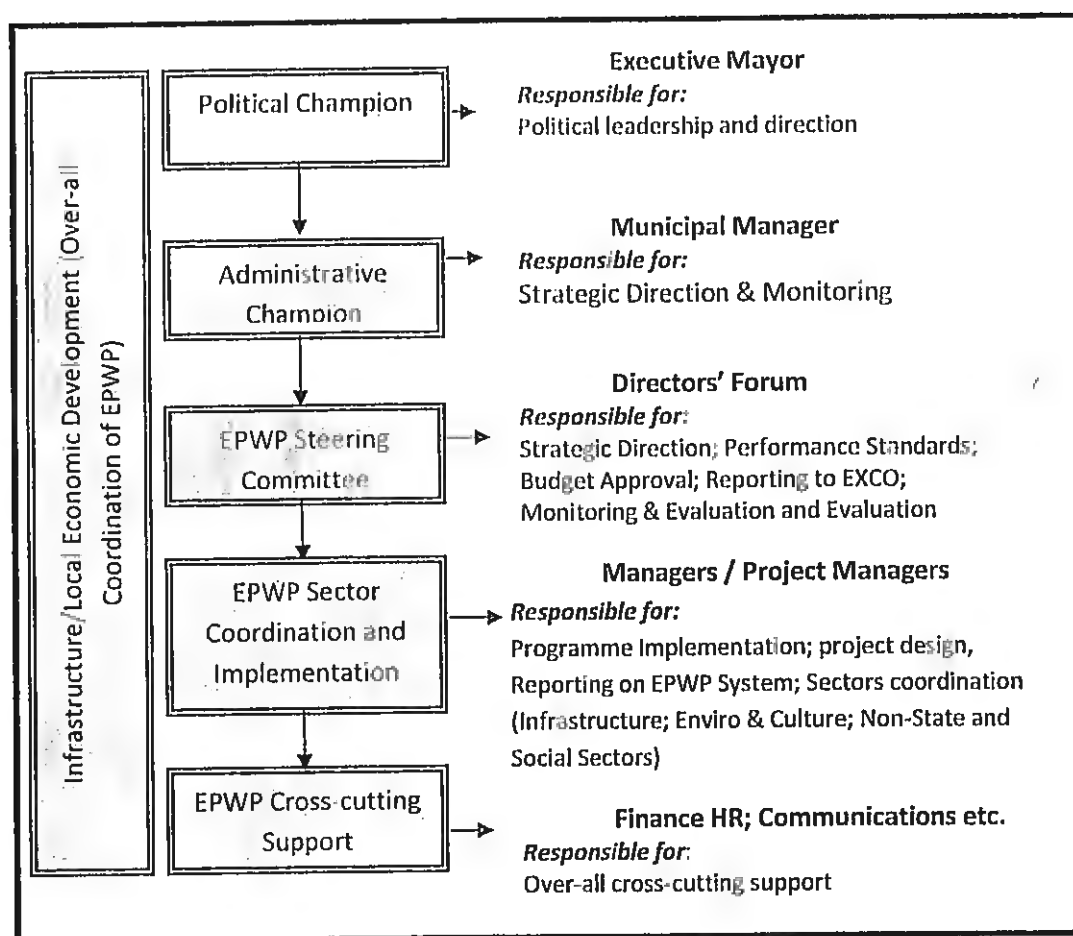 Infrastructure/Local Economic Development (Over-all
Coordination of EPWP)
Political Champion
Executive Mayor
Responsible for:
Political leadership and direction
Administrative
Champion
Municipal Manager
Responsible for:
Strategic Direction & Monitoring
EPWP Steering
Committee
Directors' Forum
Responsible for:
Strategic Direction; Performance Standards;
Budget Approval; Reporting to EXCO;
Monitoring & Evaluation and Evaluation
EPWP Sector
Coordination and
Implementation
Managers / Project Managers
Responsible for:
Programme Implementation; project design,
Reporting on EPWP System; Sectors coordination
(Infrastructure; Enviro & Culture; Non-State and
Social Sectors)
EPWP Cross-cutting
Support
Finance HR; Communications etc.
Responsible for:
Over-all cross-cutting support